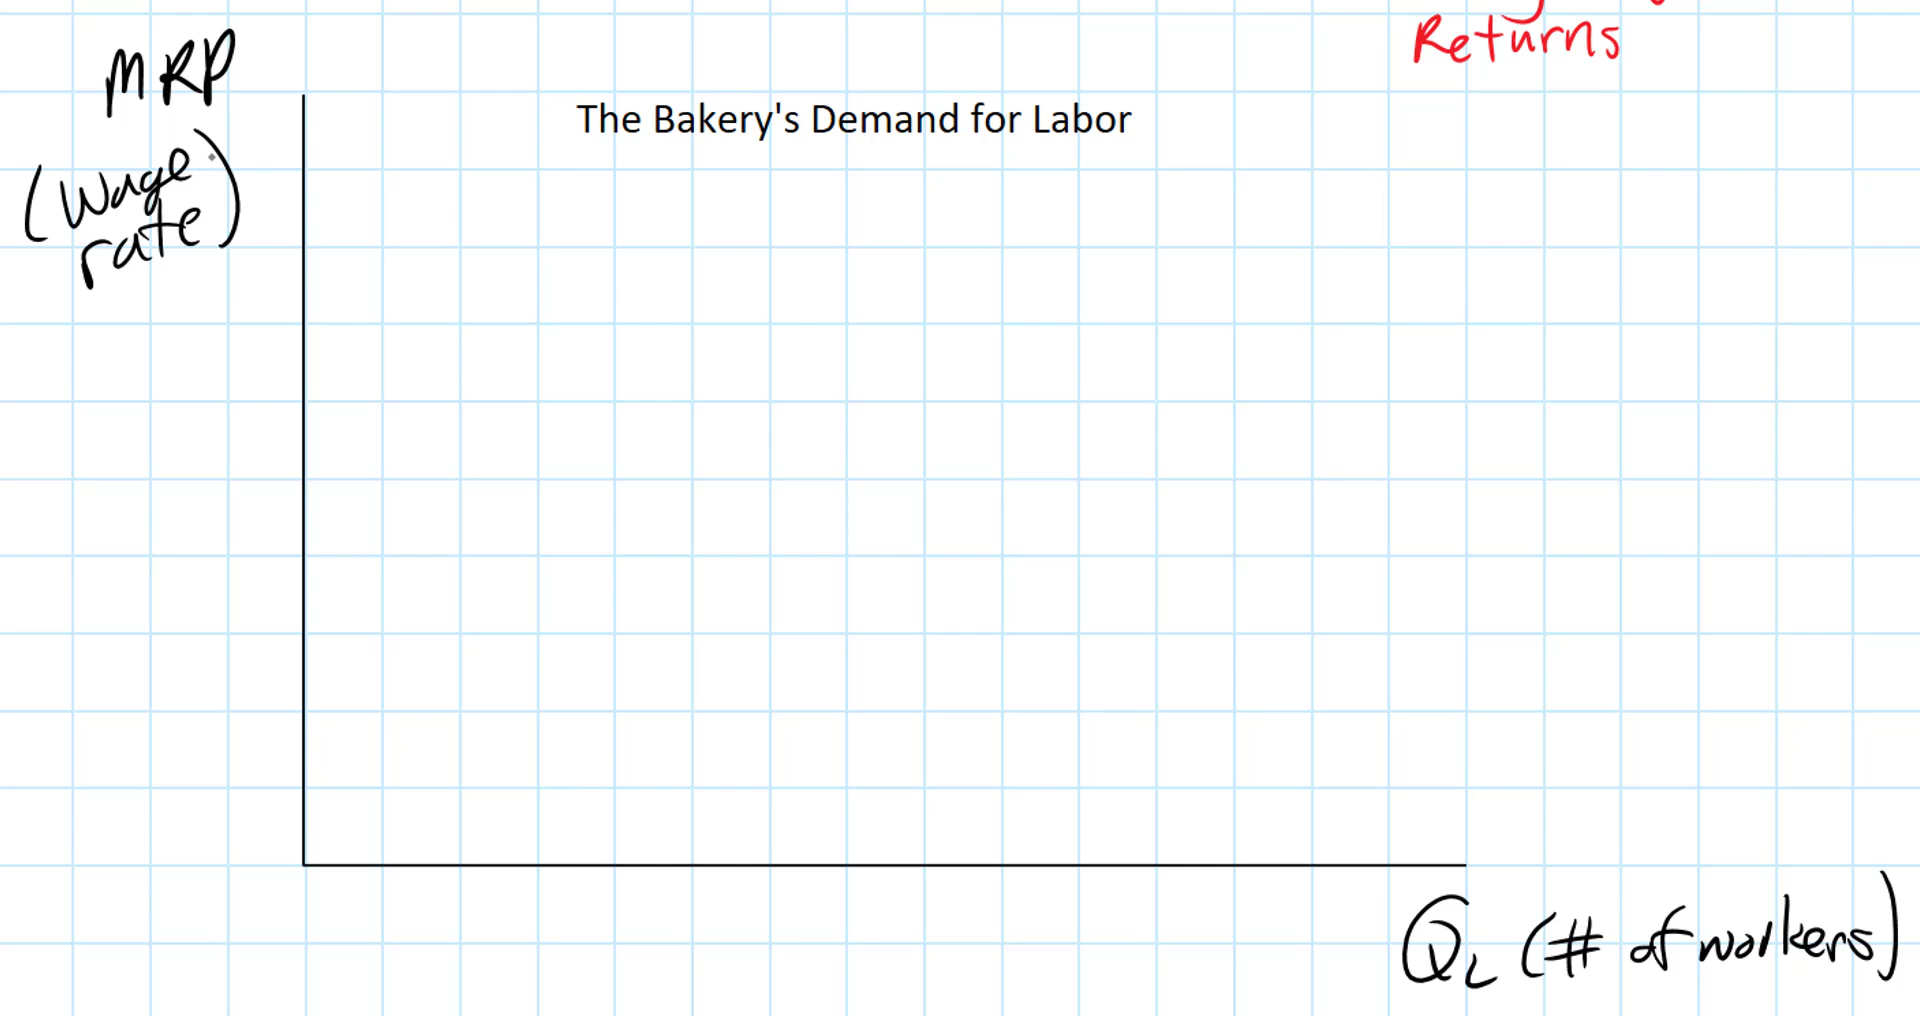 Returns
MRP
The Bakery's Demand for Labor
(Wage
rate)
QL (# of workers)